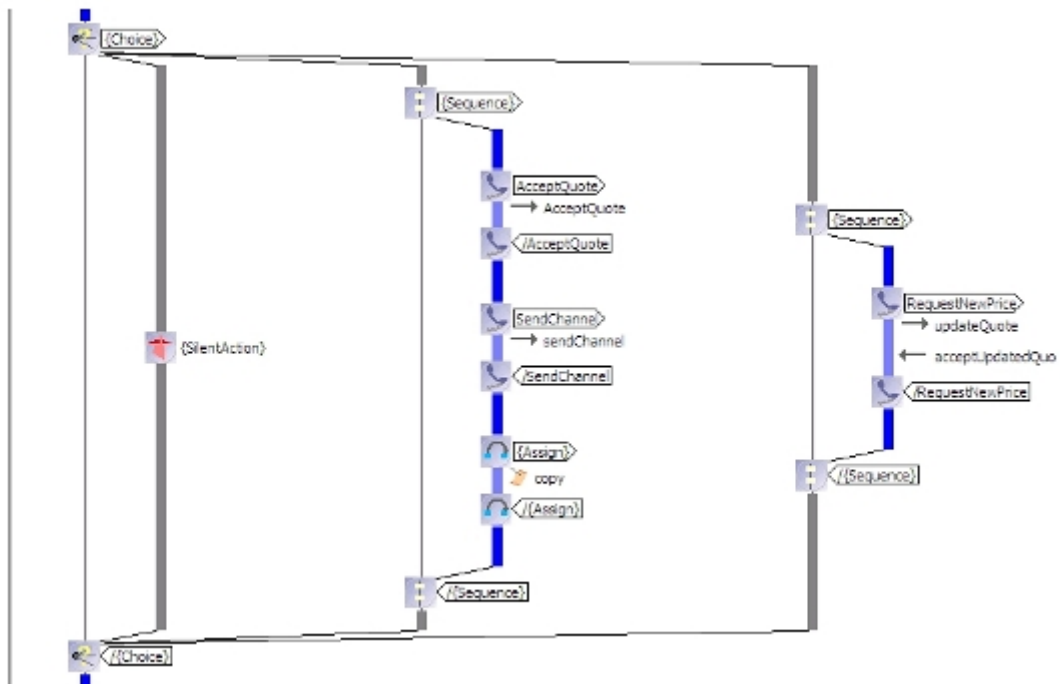 {Choice}
{Sequence}
AcceptQuote
AcceptQuote
/AcceptQuote
{Sequence}
RequestNewPrice
updateQuote
acceptUpdatedQuo
/RequestNewPrice
SendChannel
sendChannel
/SendChannel
{SilentAction}
{Assign}
copy
/{Assign}
/{Sequence}
/{Sequence}
/{Choice}